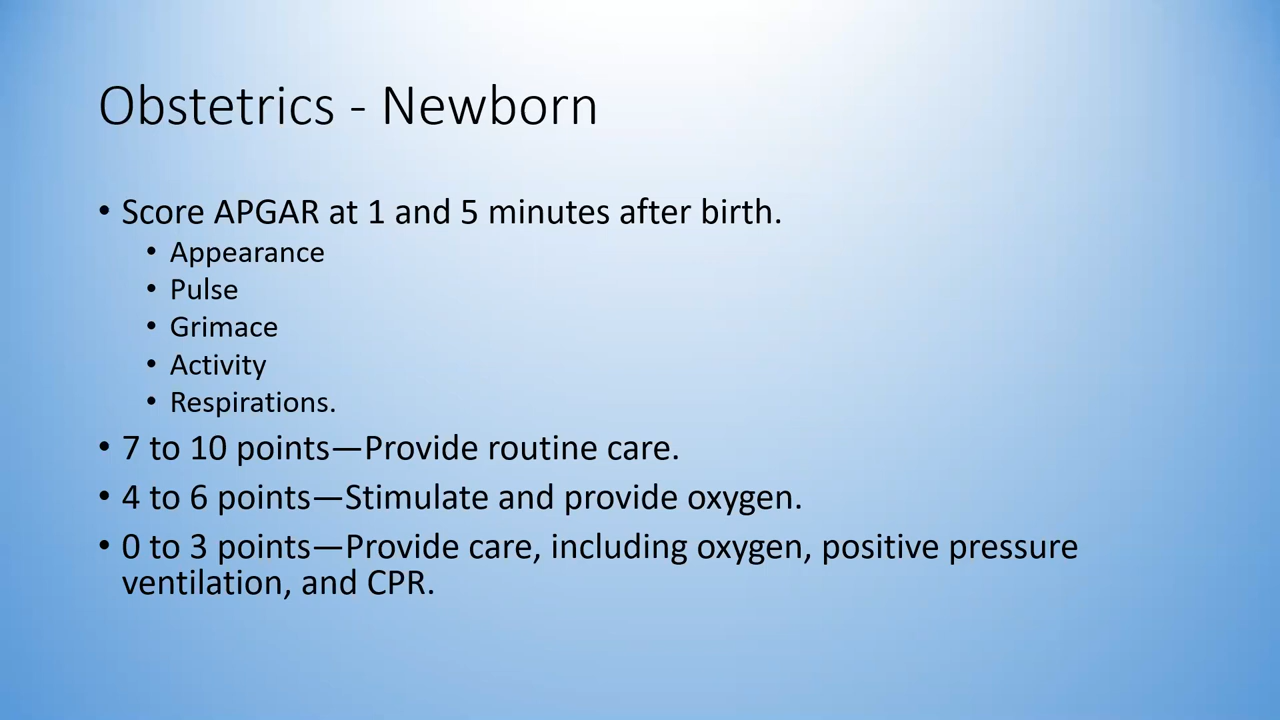 Obstetrics - Newborn
• Score APGAR at 1 and 5 minutes after birth.
• Appearance
• Pulse
• Grimace
• Activity
• Respirations.
• 7 to 10 points—Provide routine care.
• 4 to 6 points—Stimulate and provide oxygen.
• 0 to 3 points—Provide care, including oxygen, positive pressure
ventilation, and CPR.